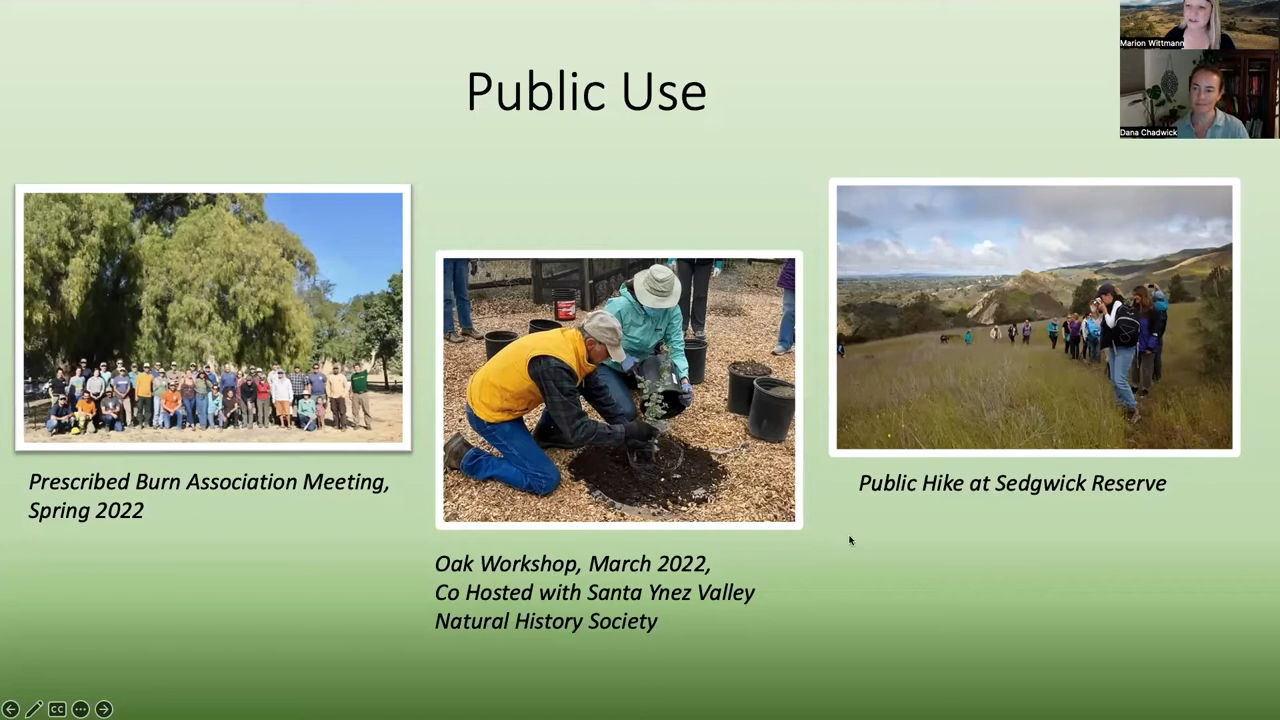 Public Use
Marion Wittmann
Dana Chadwick
Prescribed Burn Association Meeting,
Spring 2022
Oak Workshop, March 2022,
Co Hosted with Santa Ynez Valley
Natural History Society
Public Hike at Sedgwick Reserve
CC